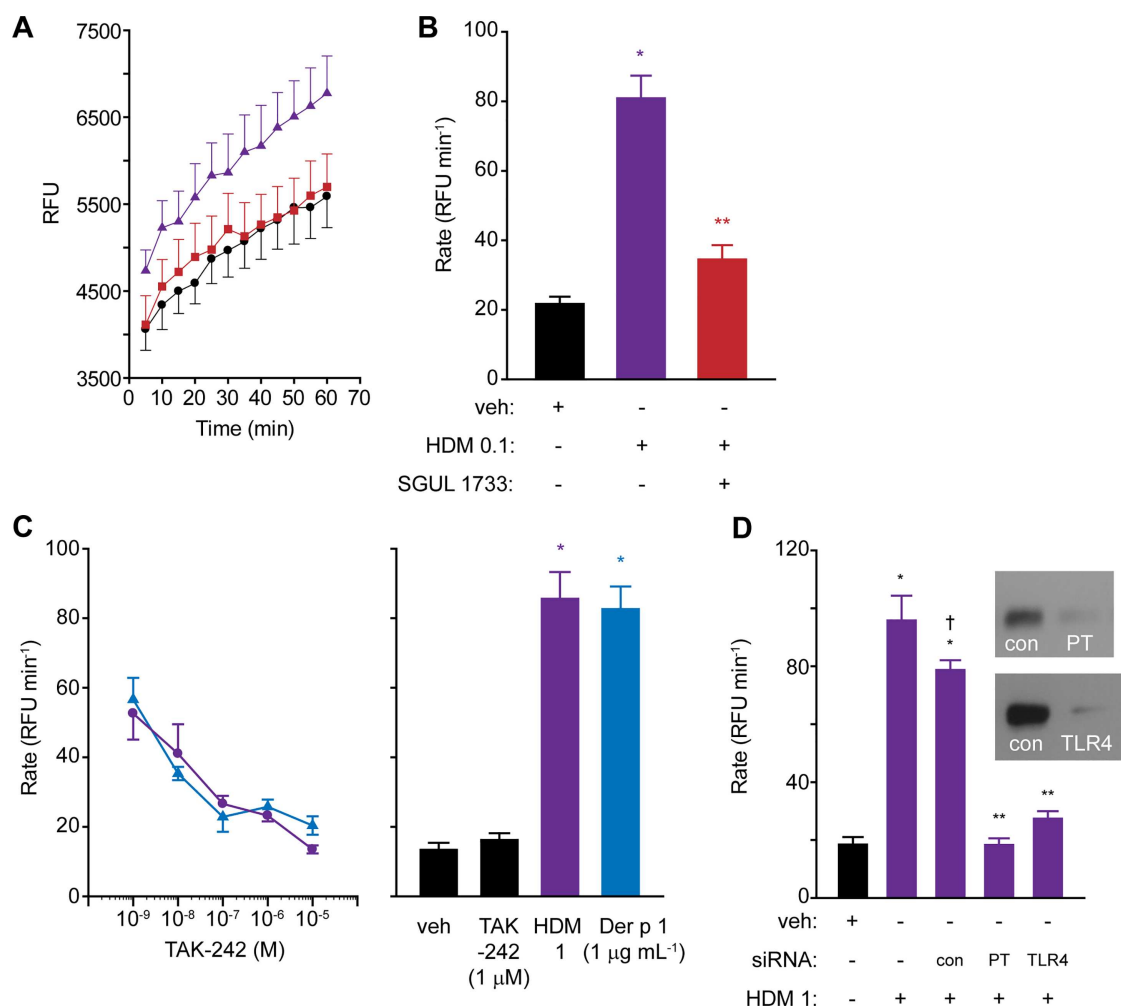 A
7500
6500
5500
4500
3500
RFU
0 10 20 30 40 50 60 70
Time (min)
B
100
80
60
40
20
0
Rate (RFU min⁻¹)
*
**
veh: + - -
HDM 0.1: - + +
SGUL 1733: - - +
C
100
80
60
40
20
0
Rate (RFU min⁻¹)
10⁻⁹ 10⁻⁸ 10⁻⁷ 10⁻⁶ 10⁻⁵
TAK-242 (M)
* *
veh TAK HDM Der p 1
-242 1 (1 μg mL⁻¹)
(1 μM)
D
120
80
40
0
Rate (RFU min⁻¹)
*
†
*
**
**
con PT
con TLR4
veh: + - - - -
siRNA: - - con PT TLR4
HDM 1: - + + + +